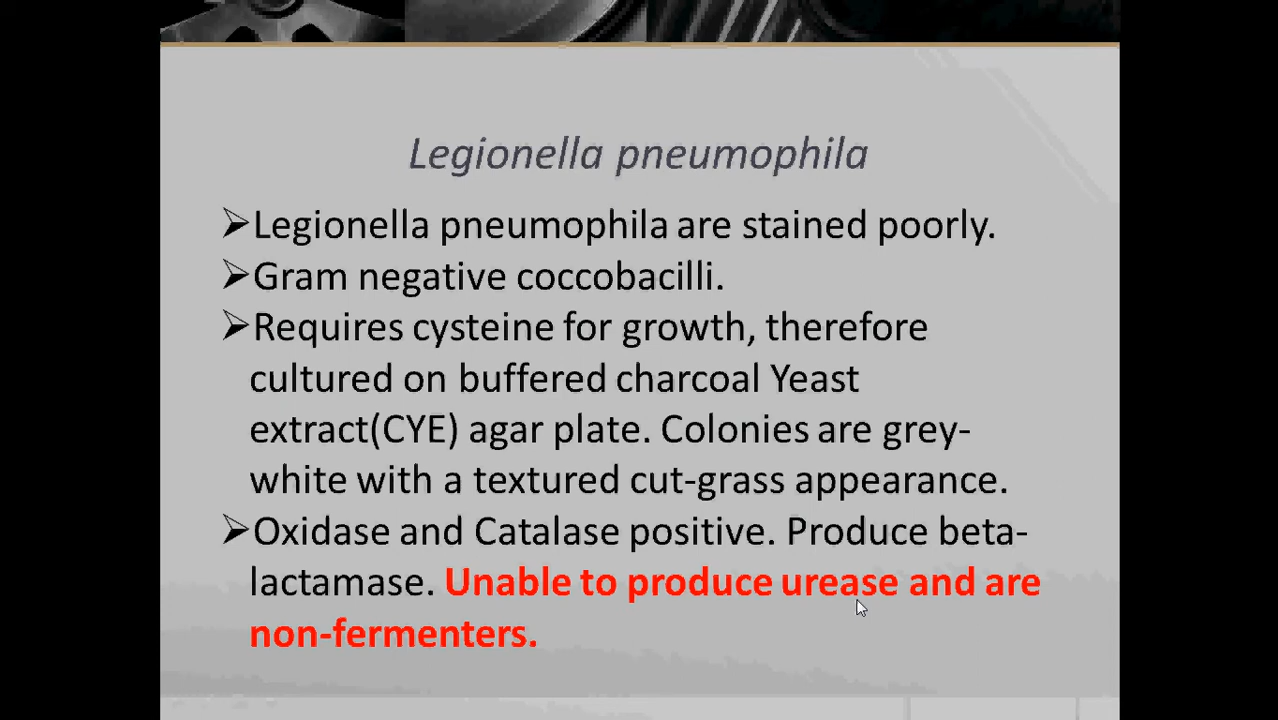 Legionella pneumophila
➢Legionella pneumophila are stained poorly.
➢Gram negative coccobacilli.
➢Requires cysteine for growth, therefore
cultured on buffered charcoal Yeast
extract(CYE) agar plate. Colonies are grey-
white with a textured cut-grass appearance.
➢Oxidase and Catalase positive. Produce beta-
lactamase. Unable to produce urease and are
non-fermenters.